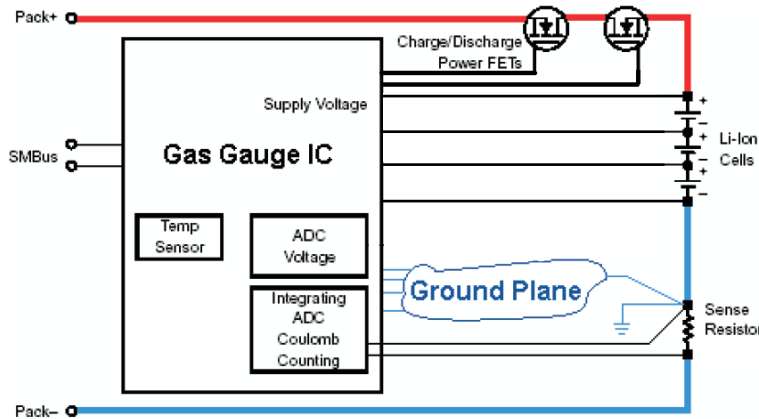 Pack+
Charge/Discharge
Power FETs
Supply Voltage
+
–
+
–
+
–
Li-Ion
Cells
SMBus
Gas Gauge IC
Temp
Sensor
ADC
Voltage
Ground Plane
Integrating
ADC
Coulomb
Counting
Sense
Resistor
Pack–